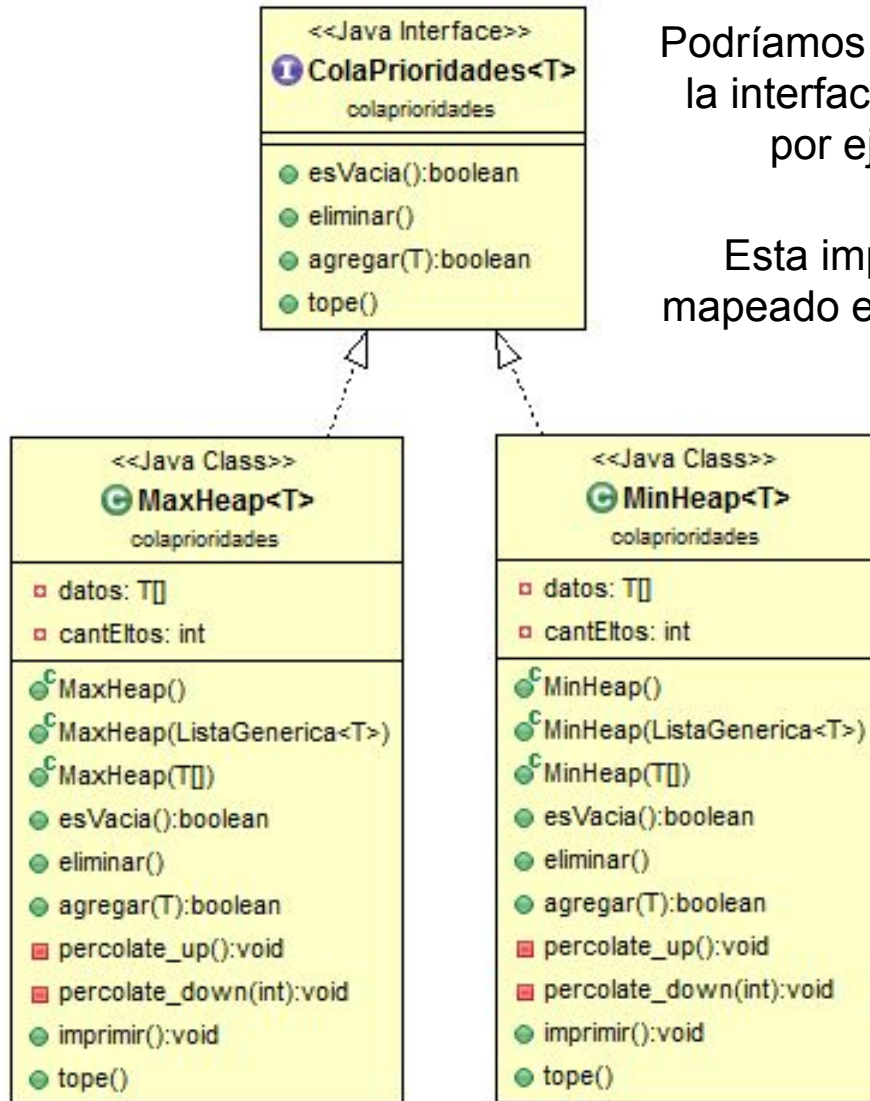 <<Java Interface>>
ColaPrioridades<T>
colaprioridades
esVacia():boolean
eliminar()
agregar(T):boolean
tope()
Podríamos
la interfac
por ej
Esta imp
mapeado e
<<Java Class>>
MaxHeap<T>
colaprioridades
datos: T[]
cantEltos: int
MaxHeap()
MaxHeap(ListaGenerica<T>)
MaxHeap(T[])
esVacia():boolean
eliminar()
agregar(T):boolean
percolate_up():void
percolate_down(int):void
imprimir():void
tope()
<<Java Class>>
MinHeap<T>
colaprioridades
datos: T[]
cantEltos: int
MinHeap()
MinHeap(ListaGenerica<T>)
MinHeap(T[])
esVacia():boolean
eliminar()
agregar(T):boolean
percolate_up():void
percolate_down(int):void
imprimir():void
tope()